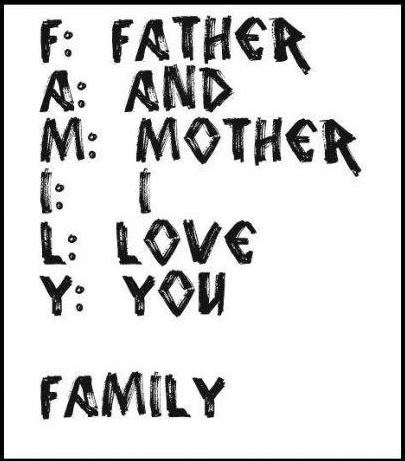 F: FATHER
A: AND
M: MOTHER
I: I
L: LOVE
Y: YOU
FAMILY